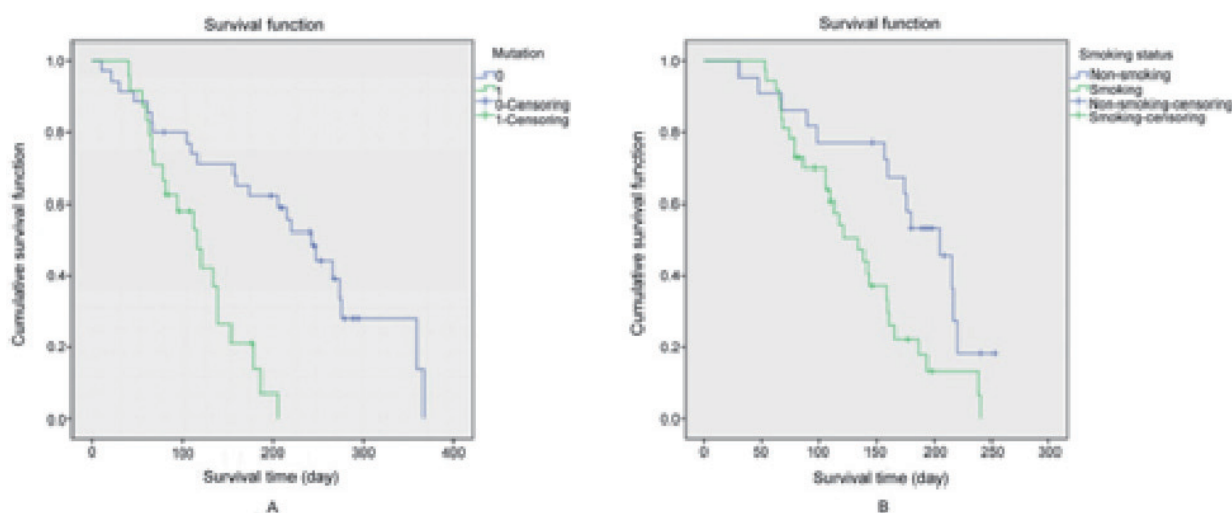 Survival function
Mutation
0
1
0-Censoring
1-Censoring
Cumulative survival function
1.0
0.8
0.6
0.4
0.2
0.0
0 100 200 300 400
Survival time (day)
A
Survival function
Smoking status
Non-smoking
Smoking
Non-smoking-censoring
Smoking-censoring
Cumulative survival function
1.0
0.8
0.6
0.4
0.2
0.0
0 50 100 150 200 250 300
Survival time (day)
B